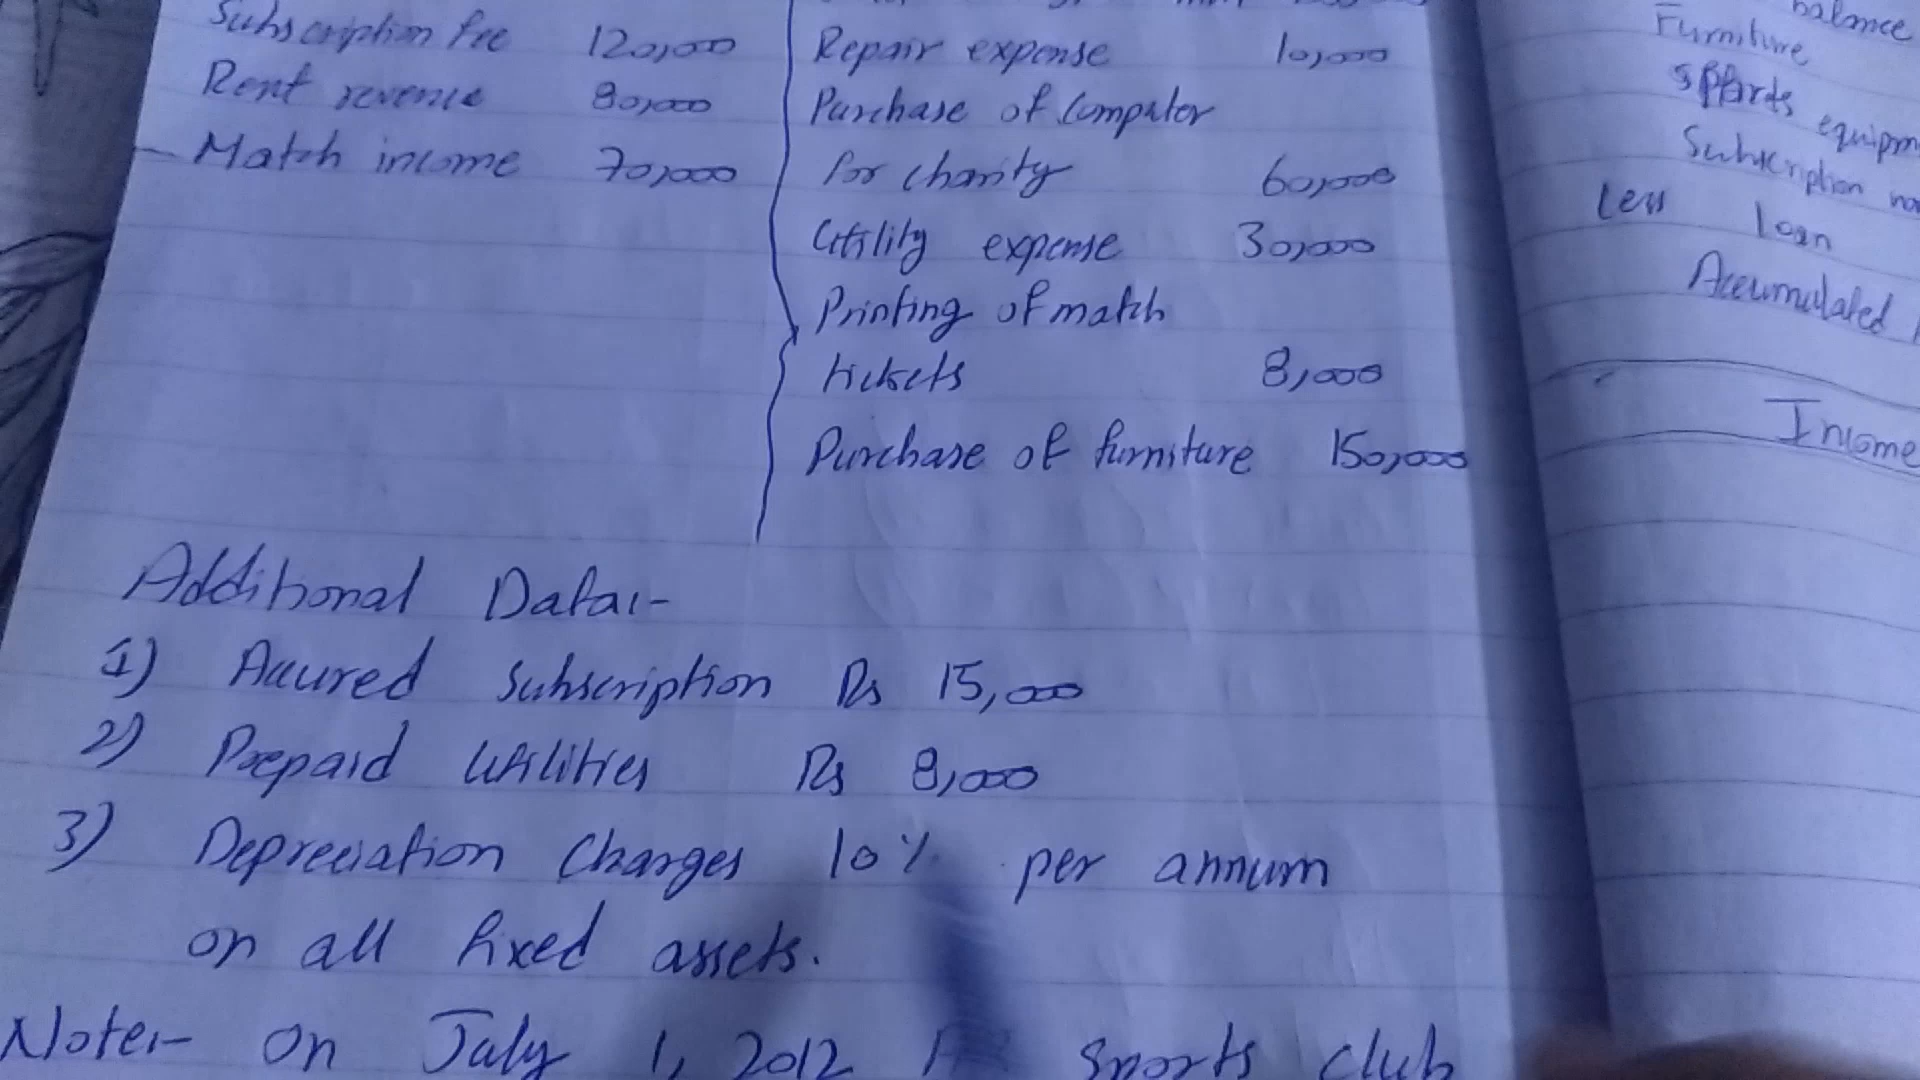 Subscription fee 120,000
Rent revenue 80,000
Match income 70,000
Repair expense 10,000
Purchase of Computer
for charity 60,000
Utility expense 30,000
Printing of match
tickets 8,000
Purchase of furniture 150,000
Additional Data:-
1) Accured Subscription Rs 15,000
2) Prepaid Utilities Rs 8,000
3) Depreciation Charges 10% per annum
on all fixed assets.
Note:- On July 1, 2012 Sports club
balance
Furniture
Sports equipm
Subscription
Less loan
Accumulated
Income